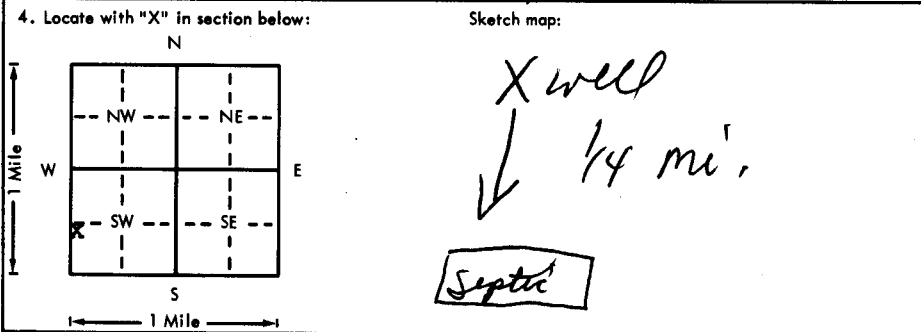 4. Locate with "X" in section below:
Sketch map:
N
NW NE
W E
1 Mile
X SW SE
S
1 Mile
X well
1/4 mi.
Septic